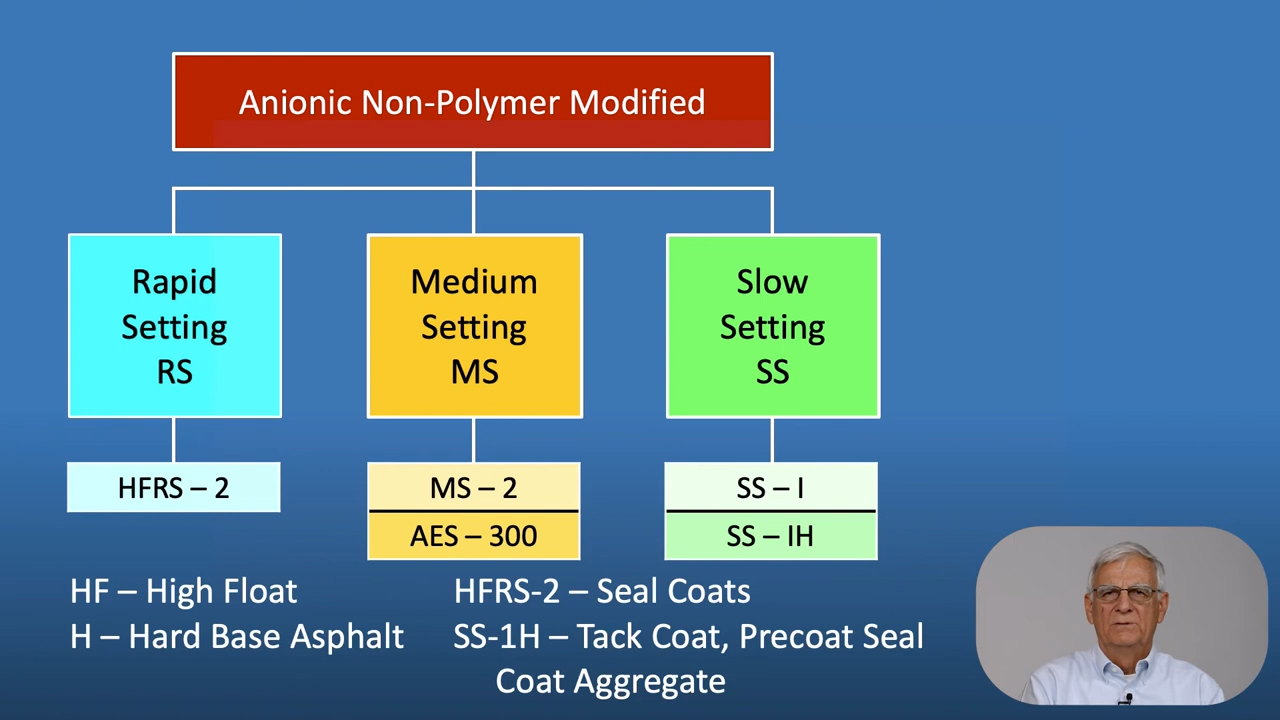 Anionic Non-Polymer Modified
Rapid
Setting
RS
Medium
Setting
MS
Slow
Setting
SS
HFRS – 2
MS – 2
AES – 300
SS – I
SS – IH
HF – High Float
H – Hard Base Asphalt
HFRS-2 – Seal Coats
SS-1H – Tack Coat, Precoat Seal
Coat Aggregate